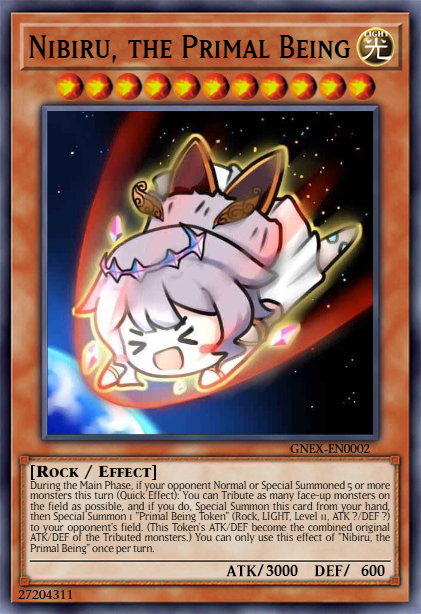 Nibiru, the Primal Being
LIGHT
光
GNEX-EN0002
[Rock / Effect]
During the Main Phase, if your opponent Normal or Special Summoned 5 or more
monsters this turn (Quick Effect): You can Tribute as many face-up monsters on
the field as possible, and if you do, Special Summon this card from your hand,
then Special Summon 1 "Primal Being Token" (Rock, LIGHT, Level 11, ATK ?/DEF ?)
to your opponent's field. (This Token's ATK/DEF become the combined original
ATK/DEF of the Tributed monsters.) You can only use this effect of "Nibiru, the
Primal Being" once per turn.
ATK/3000 DEF/ 600
27204311